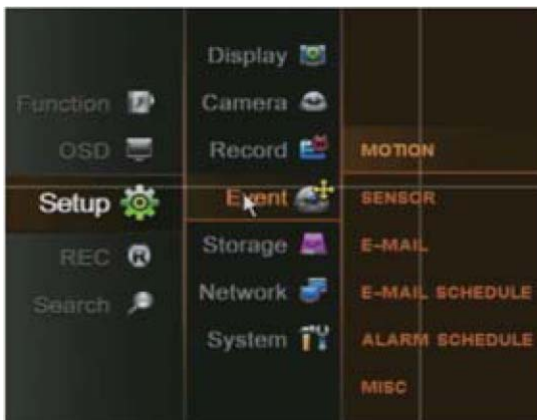 Function
OSD
Setup
REC
Search
Display
Camera
Record
Event
Storage
Network
System
MOTION
SENSOR
E-MAIL
E-MAIL SCHEDULE
ALARM SCHEDULE
MISC